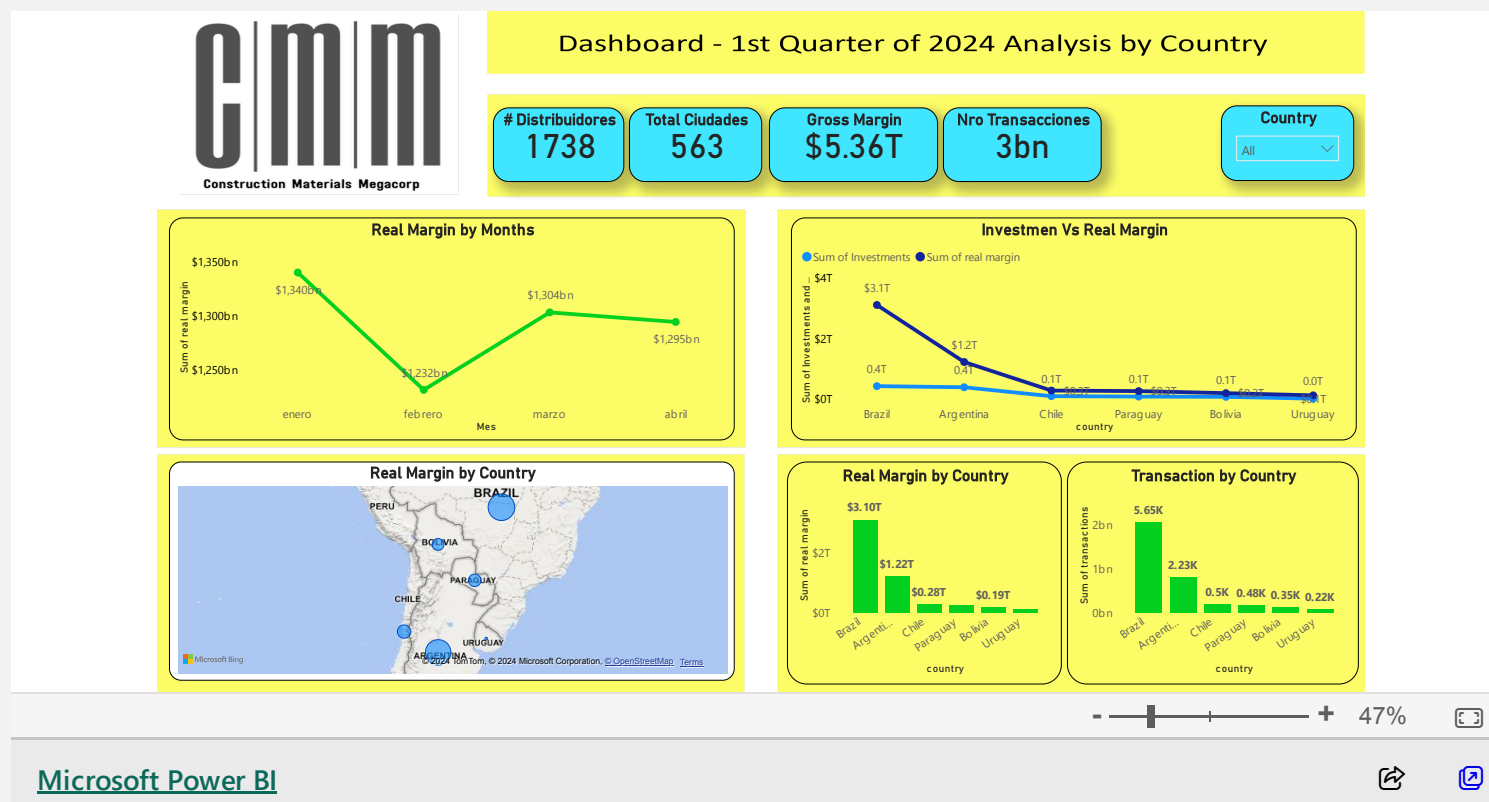 cmm
Construction Materials Megacorp
Dashboard - 1st Quarter of 2024 Analysis by Country
# Distribuidores
1738
Total Ciudades
563
Gross Margin
$5.36T
Nro Transacciones
3bn
Country
All
Real Margin by Months
Sum of real margin
$1,350bn
$1,300bn
$1,250bn
$1,340bn
$1,232bn
$1,304bn
$1,295bn
enero
febrero
marzo
abril
Mes
Investmen Vs Real Margin
Sum of Investments
Sum of real margin
Sum of Investments and ...
$4T
$2T
$0T
$3.1T
$1.2T
0.4T
0.4T
0.1T
0.1T
0.1T
0.0T
$0.1T
Brazil
Argentina
Chile
Paraguay
Bolivia
Uruguay
country
Real Margin by Country
BRAZIL
PERU
BOLIVIA
PARAGUAY
CHILE
URUGUAY
ARGENTINA
Microsoft Bing
© 2024 TomTom, © 2024 Microsoft Corporation, © OpenStreetMap Terms
Real Margin by Country
Sum of real margin
$2T
$0T
$3.10T
$1.22T
$0.28T
$0.19T
Brazil
Argenti...
Chile
Paraguay
Bolivia
Uruguay
country
Transaction by Country
Sum of transactions
2bn
1bn
0bn
5.65K
2.23K
0.5K
0.48K
0.35K
0.22K
Brazil
Argenti...
Chile
Paraguay
Bolivia
Uruguay
country
- + 47%
Microsoft Power BI